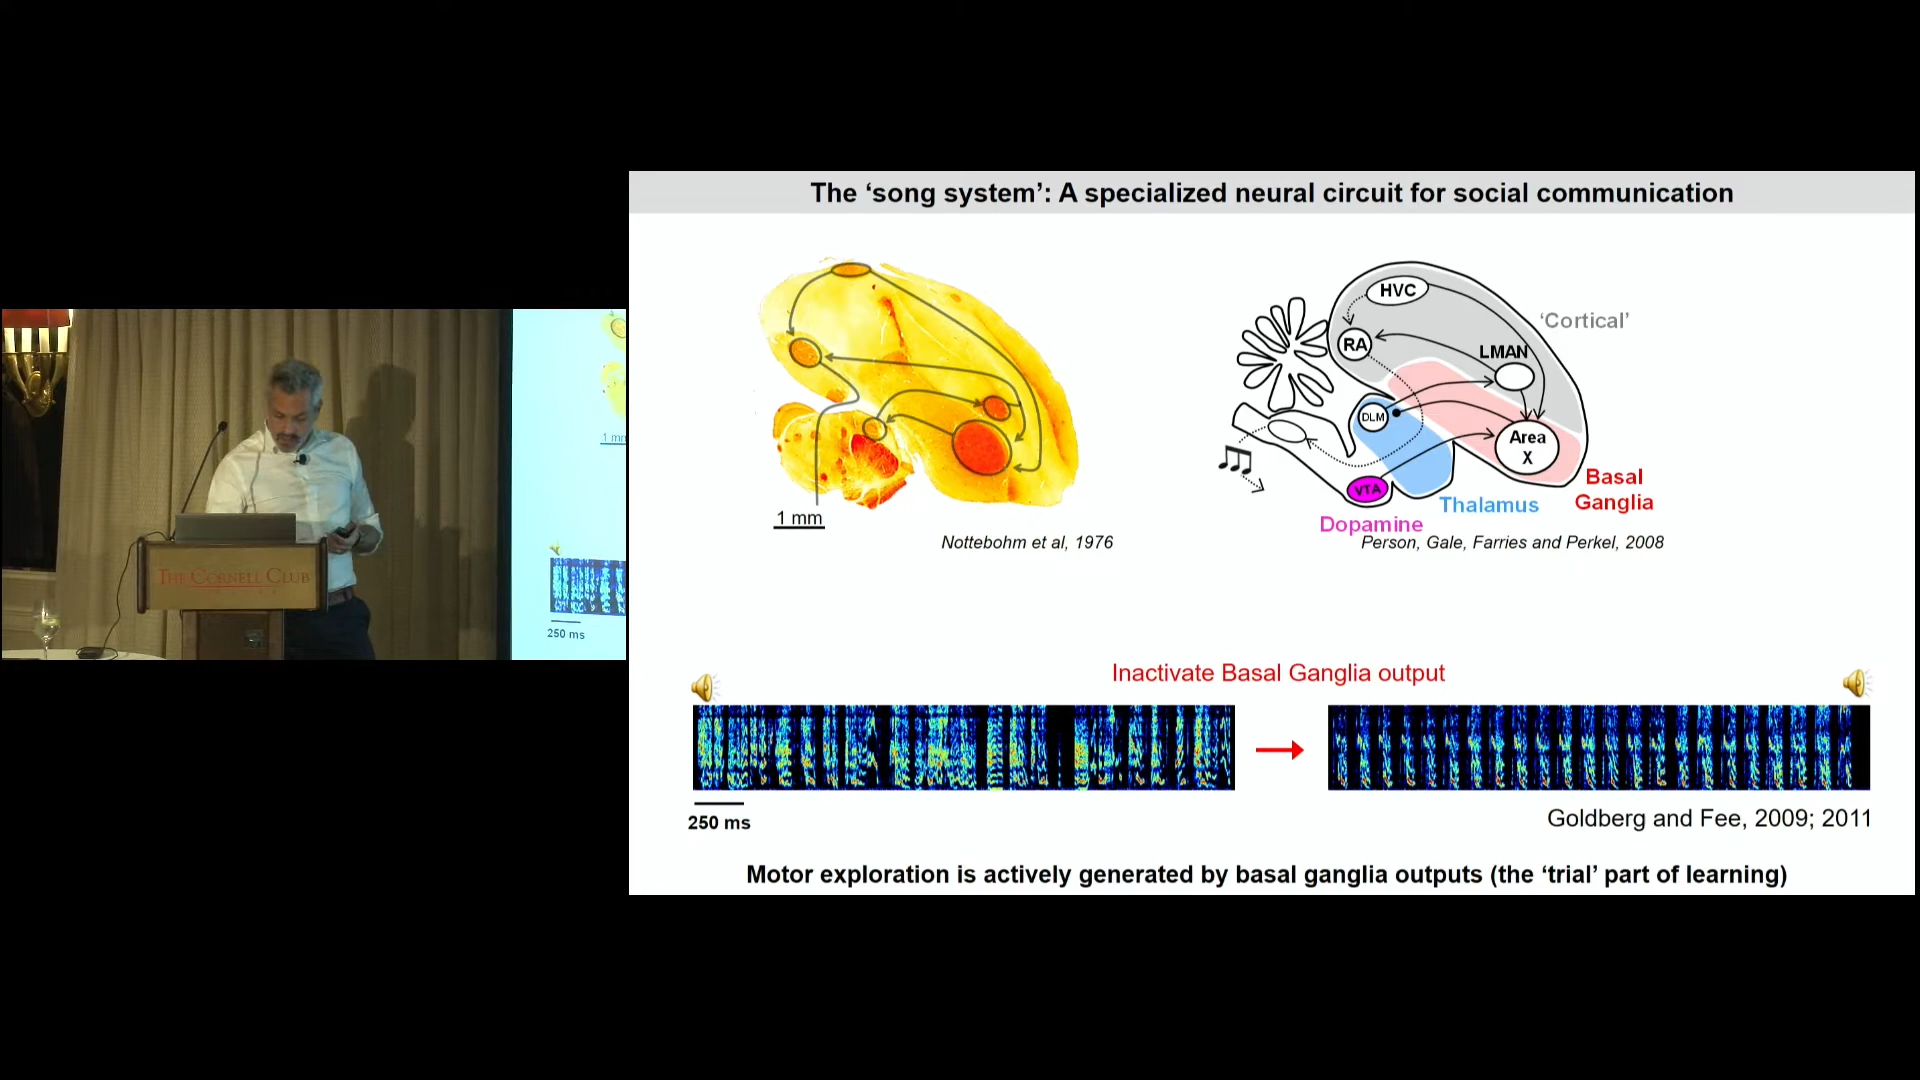 The ‘song system’: A specialized neural circuit for social communication
HVC
‘Cortical’
RA
LMAN
DLM
Area
X
VTA
Basal
Ganglia
Thalamus
Dopamine
1 mm
Nottebohm et al, 1976
Person, Gale, Farries and Perkel, 2008
Inactivate Basal Ganglia output
250 ms
Goldberg and Fee, 2009; 2011
Motor exploration is actively generated by basal ganglia outputs (the ‘trial’ part of learning)
THE CORNELL CLUB
1 mm
250 ms